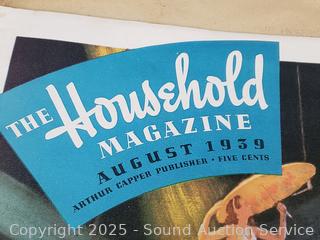 THE Household
MAGAZINE
AUGUST 1939
ARTHUR CAPPER PUBLISHER • FIVE CENTS
Copyright 2025 - Sound Auction Service